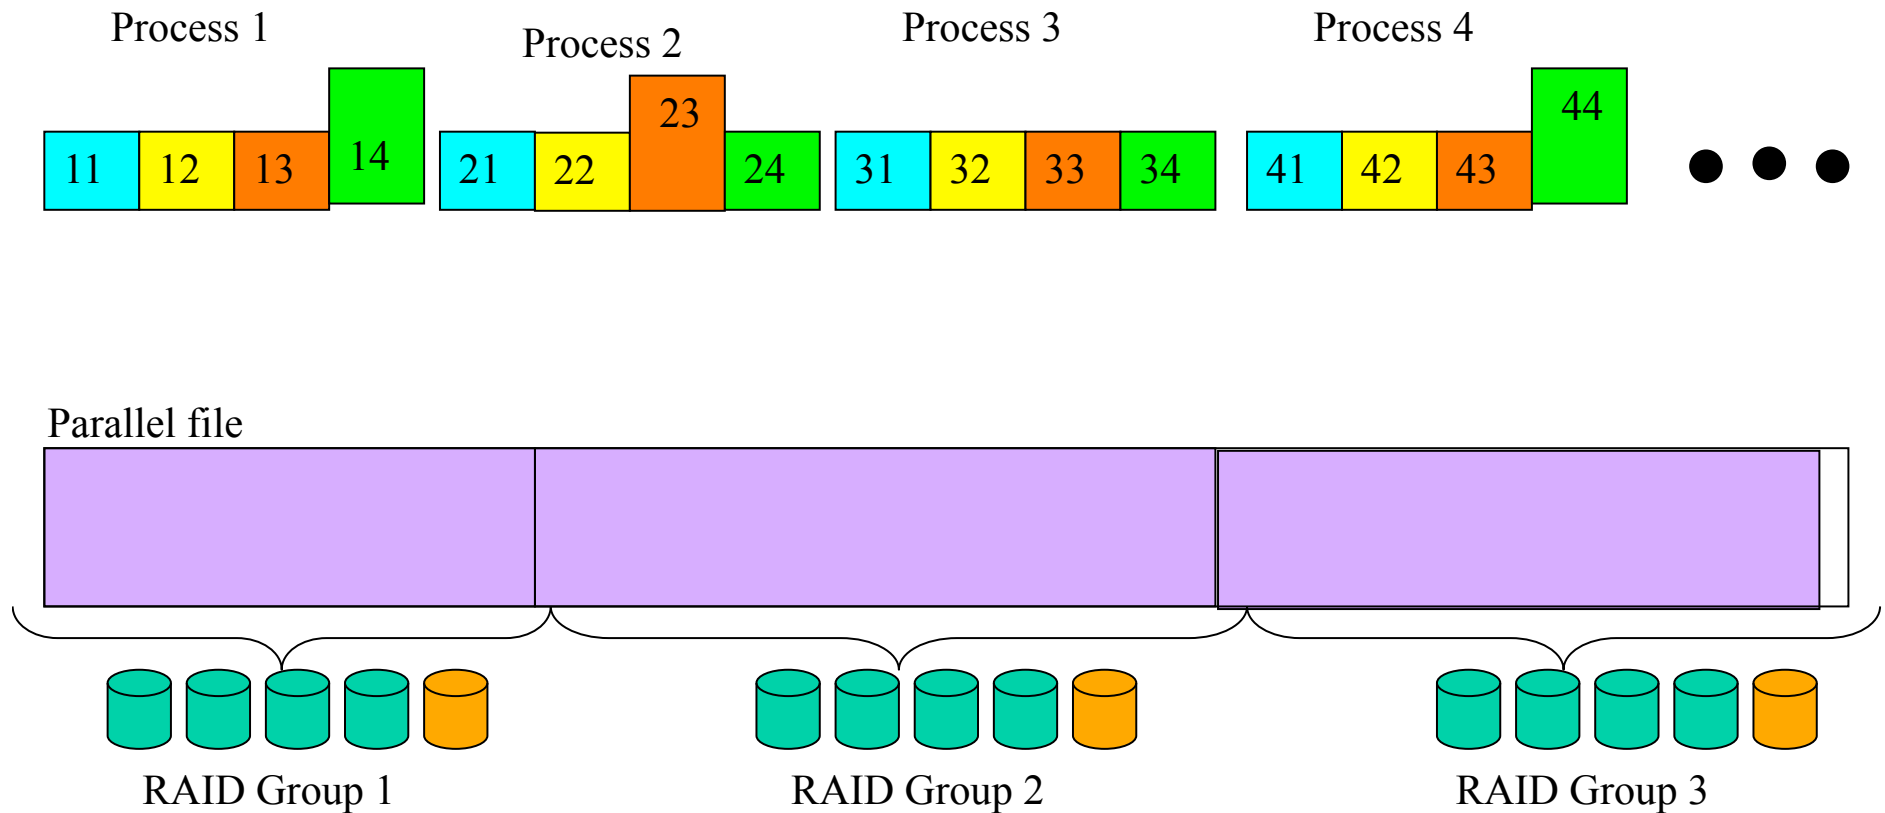 Process 1
Process 2
Process 3
Process 4
11 12 13 14 21 22 23 24 31 32 33 34 41 42 43 44
Parallel file
RAID Group 1
RAID Group 2
RAID Group 3